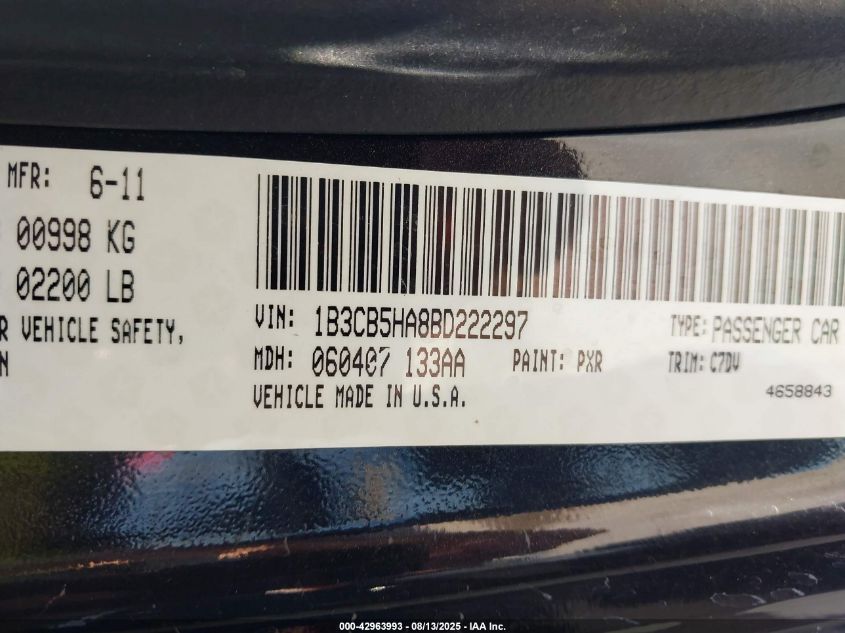 MFR: 6-11
00998 KG
02200 LB
R VEHICLE SAFETY,
N
VIN: 1B3CB5HA8BD222297
TYPE: PASSENGER CAR
MDH: 060407 133AA
PAINT: PXR
TRIM: C7DV
VEHICLE MADE IN U.S.A.
4658843
000-42963993 - 08/13/2025 - IAA Inc.